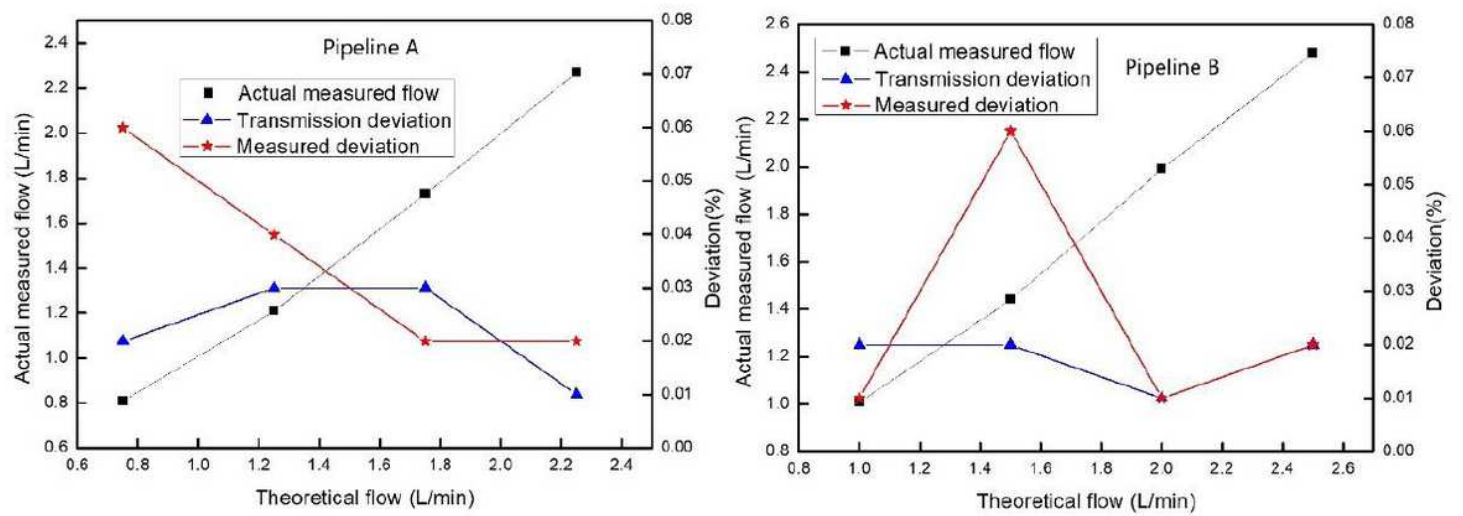 Pipeline A
Actual measured flow
Transmission deviation
Measured deviation
Actual measured flow (L/min)
2.4
2.2
2.0
1.8
1.6
1.4
1.2
1.0
0.8
0.6
0.6 0.8 1.0 1.2 1.4 1.6 1.8 2.0 2.2 2.4
Theoretical flow (L/min)
0.08
0.07
0.06
0.05
0.04
0.03
0.02
0.01
0.00
Deviation(%)
Pipeline B
Actual measured flow
Transmission deviation
Measured deviation
Actual measured flow (L/min)
2.6
2.4
2.2
2.0
1.8
1.6
1.4
1.2
1.0
0.8
0.8 1.0 1.2 1.4 1.6 1.8 2.0 2.2 2.4 2.6
Theoretical flow (L/min)
0.08
0.07
0.06
0.05
0.04
0.03
0.02
0.01
0.00
Deviation(%)